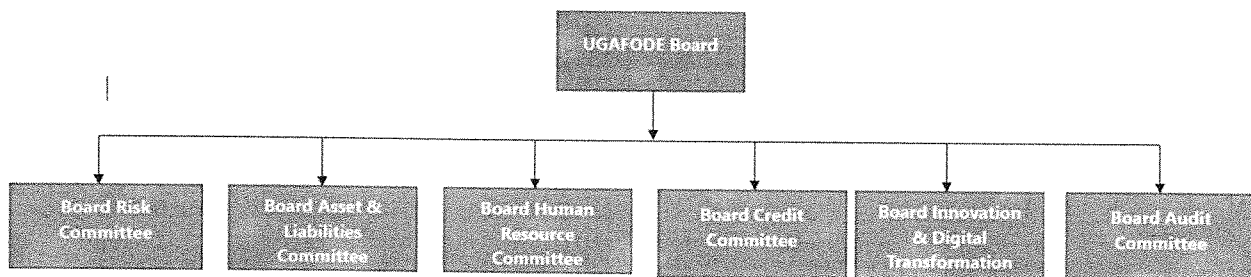 UGAFODE Board
Board Risk
Committee
Board Asset &
Liabilities
Committee
Board Human
Resource
Committee
Board Credit
Committee
Board Innovation
& Digital
Transformation
Board Audit
Committee